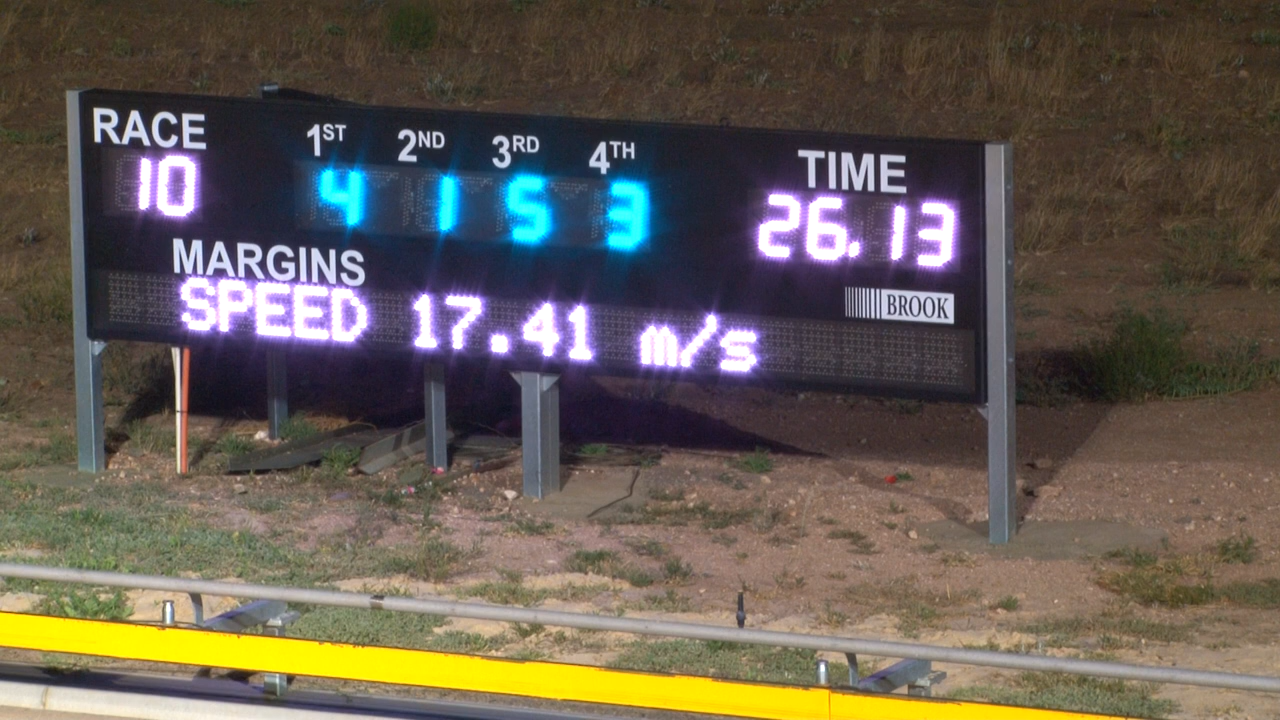 RACE 1ST 2ND 3RD 4TH TIME
10 4 1 5 3 26.13
MARGINS
BROOK
SPEED 17.41 m/s